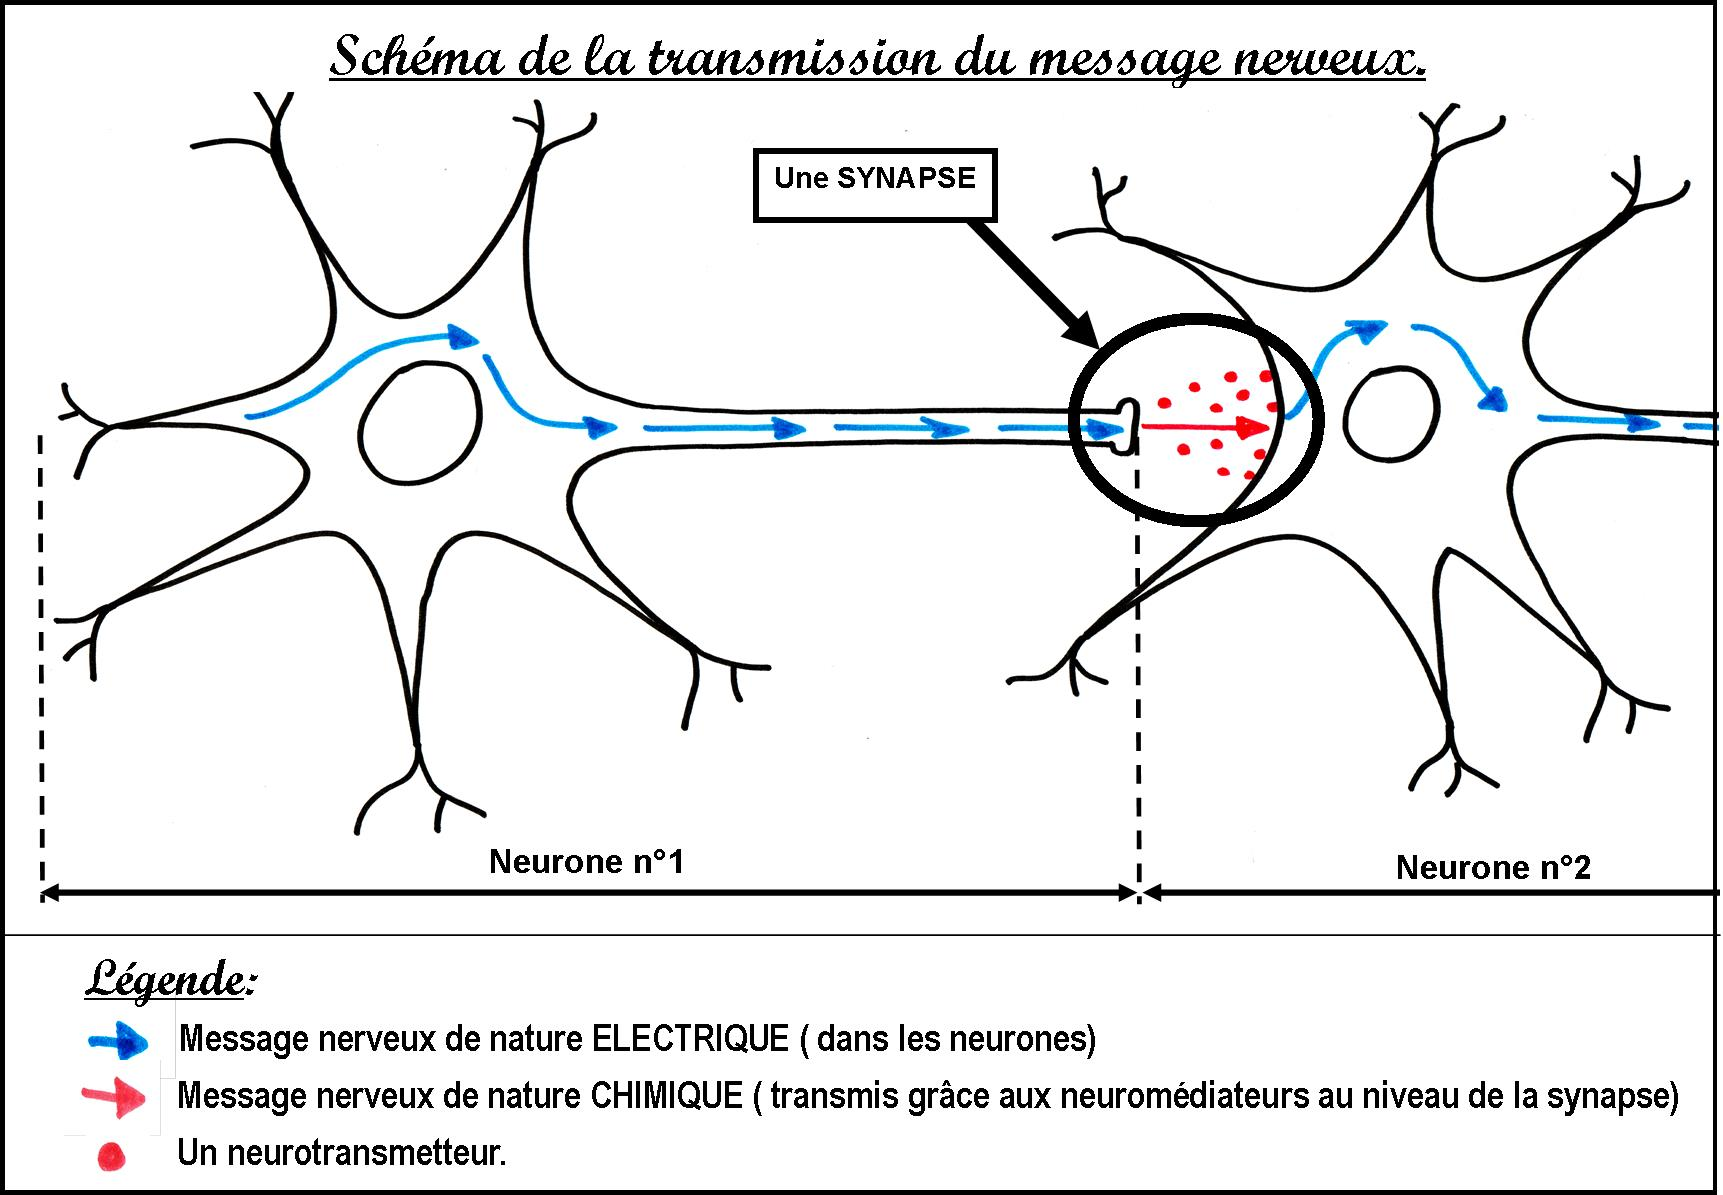 Schéma de la transmission du message nerveux.
Une SYNAPSE
Neurone n°1
Neurone n°2
Légende:
Message nerveux de nature ELECTRIQUE ( dans les neurones)
Message nerveux de nature CHIMIQUE ( transmis grâce aux neuromédiateurs au niveau de la synapse)
Un neurotransmetteur.